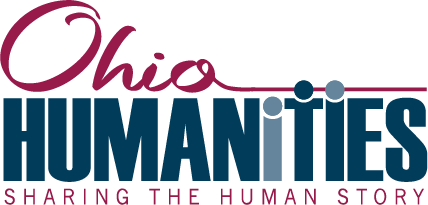 Ohio
HUMANiTiES
SHARING THE HUMAN STORY